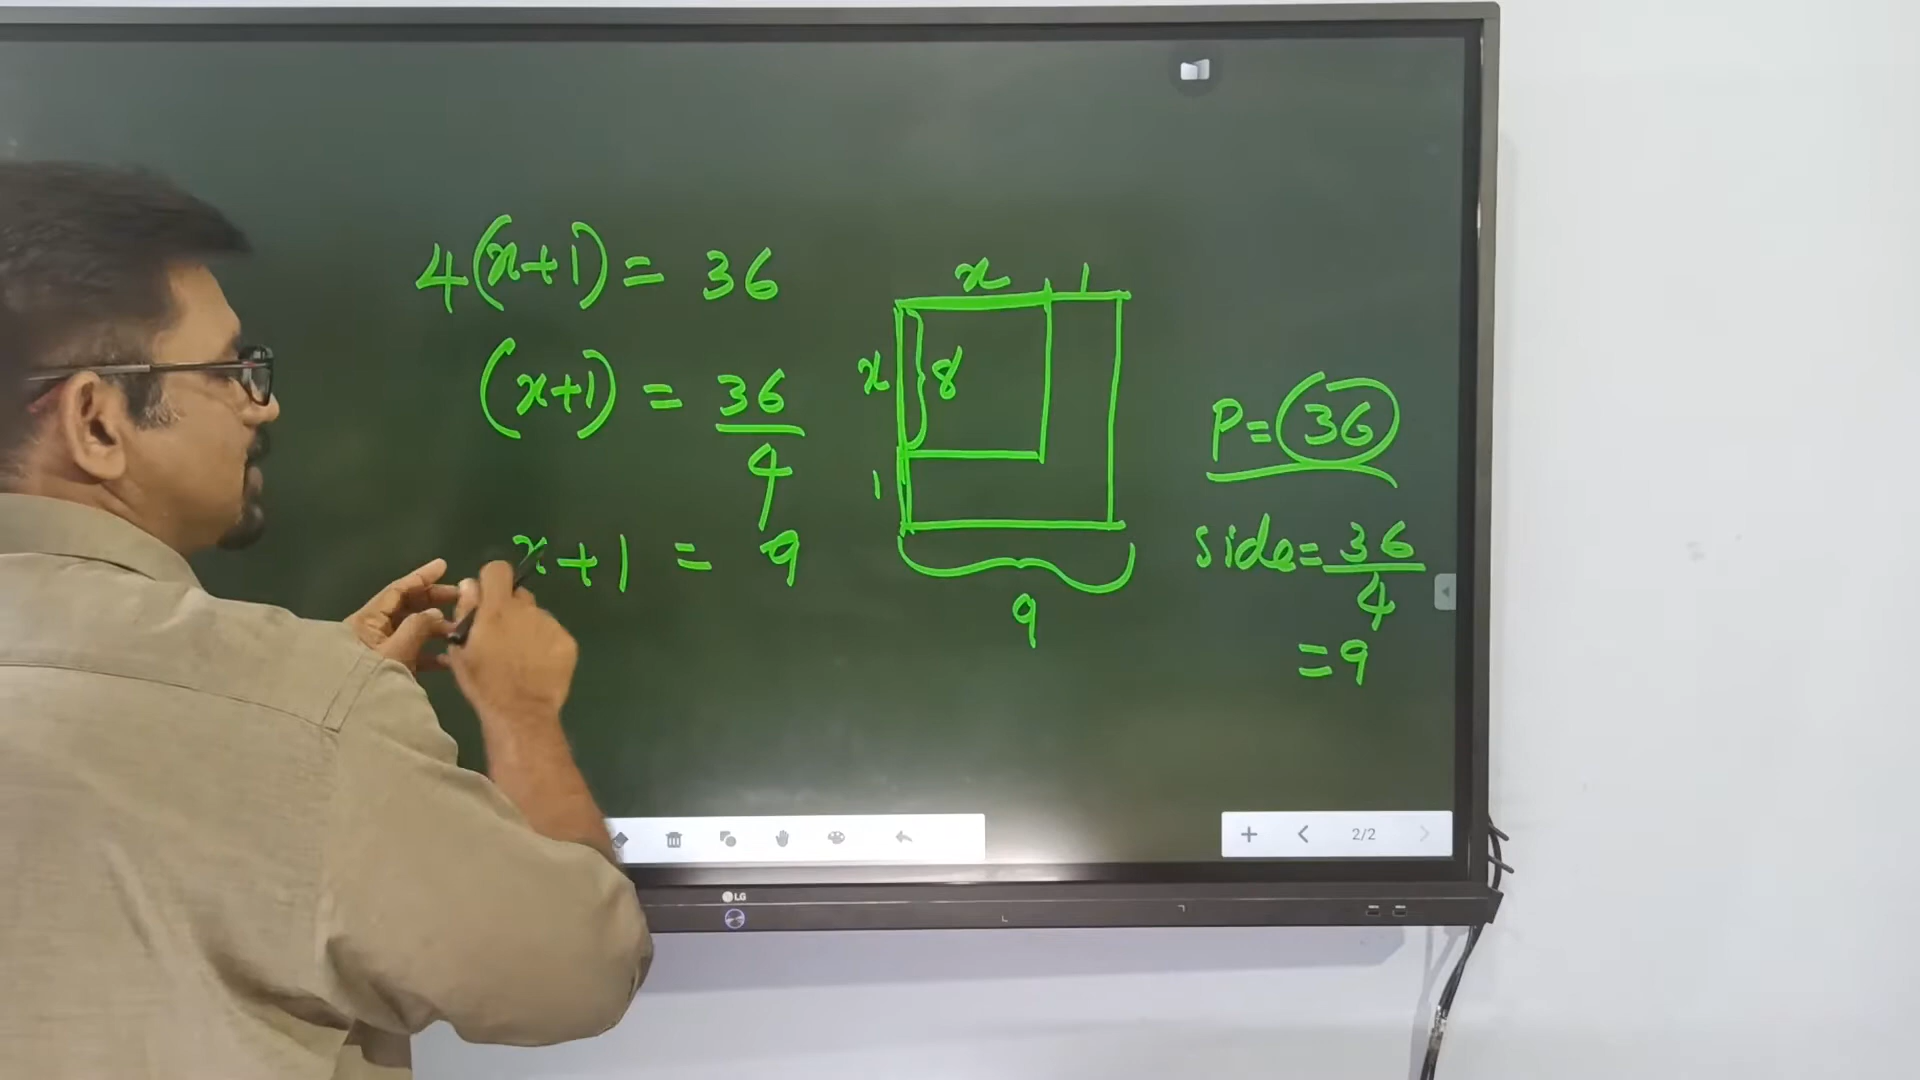 4(x+1) = 36
(x+1) = 36/4
x+1 = 9
x 1
x 8
1
9
P = 36
side = 36/4
= 9
2/2
LG